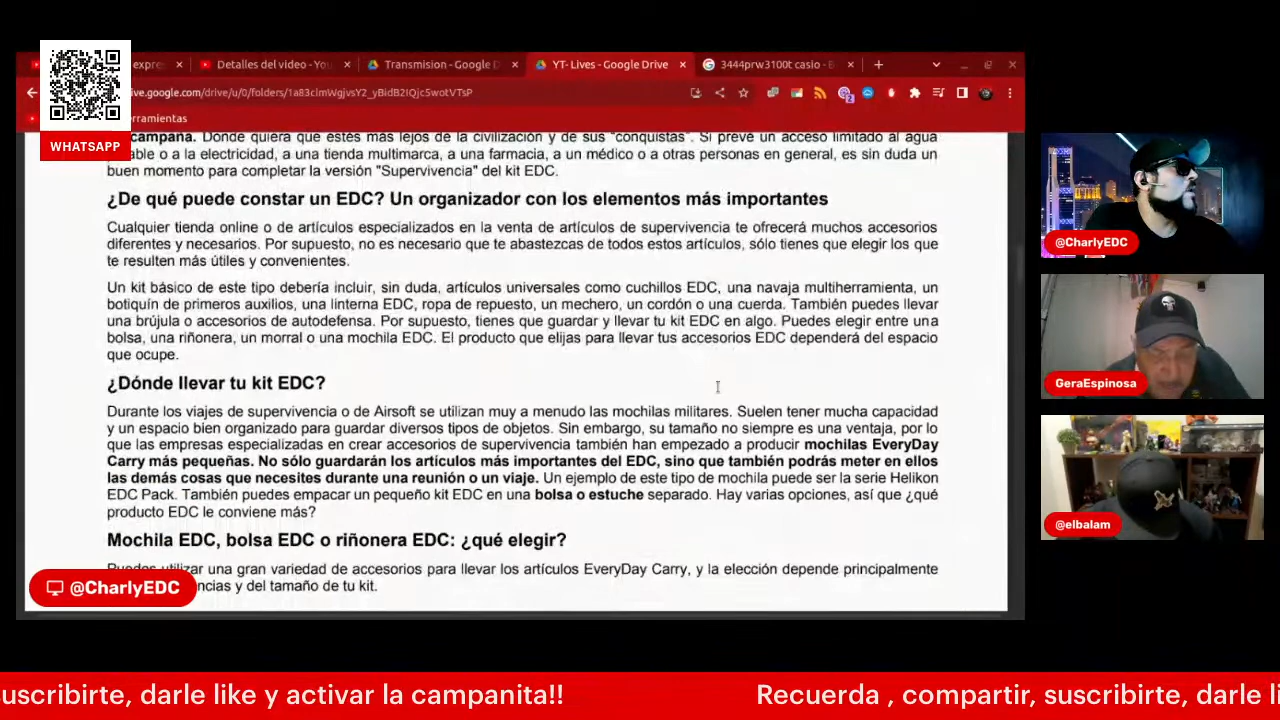 WHATSAPP
Detalles del video - You
Transmision - Google D
YT- Lives - Google Drive
3444prw3100t casio - B
ive.google.com/drive/u/0/folders/1a83cimWgjvsY2_yBidB2IQjc5wotVTsP
erramientas
campaña. Donde quiera que estés más lejos de la civilización y de sus "conquistas". Si prevé un acceso limitado al agua
able o a la electricidad, a una tienda multimarca, a una farmacia, a un médico o a otras personas en general, es sin duda un
buen momento para completar la versión "Supervivencia" del kit EDC.
¿De qué puede constar un EDC? Un organizador con los elementos más importantes
Cualquier tienda online o de artículos especializados en la venta de artículos de supervivencia te ofrecerá muchos accesorios
diferentes y necesarios. Por supuesto, no es necesario que te abastezcas de todos estos artículos, sólo tienes que elegir los que
te resulten más útiles y convenientes.
Un kit básico de este tipo debería incluir, sin duda, artículos universales como cuchillos EDC, una navaja multiherramienta, un
botiquín de primeros auxilios, una linterna EDC, ropa de repuesto, un mechero, un cordón o una cuerda. También puedes llevar
una brújula o accesorios de autodefensa. Por supuesto, tienes que guardar y llevar tu kit EDC en algo. Puedes elegir entre una
bolsa, una riñonera, un morral o una mochila EDC. El producto que elijas para llevar tus accesorios EDC dependerá del espacio
que ocupe.
¿Dónde llevar tu kit EDC?
Durante los viajes de supervivencia o de Airsoft se utilizan muy a menudo las mochilas militares. Suelen tener mucha capacidad
y un espacio bien organizado para guardar diversos tipos de objetos. Sin embargo, su tamaño no siempre es una ventaja, por lo
que las empresas especializadas en crear accesorios de supervivencia también han empezado a producir mochilas EveryDay
Carry más pequeñas. No sólo guardarán los artículos más importantes del EDC, sino que también podrás meter en ellos
las demás cosas que necesites durante una reunión o un viaje. Un ejemplo de este tipo de mochila puede ser la serie Helikon
EDC Pack. También puedes empacar un pequeño kit EDC en una bolsa o estuche separado. Hay varias opciones, así que ¿qué
producto EDC le conviene más?
Mochila EDC, bolsa EDC o riñonera EDC: ¿qué elegir?
Puedes utilizar una gran variedad de accesorios para llevar los artículos EveryDay Carry, y la elección depende principalmente
ncias y del tamaño de tu kit.
@CharlyEDC
@CharlyEDC
GeraEspinosa
@elbalam
uscribirte, darle like y activar la campanita!!
Recuerda , compartir, suscribirte, darle li